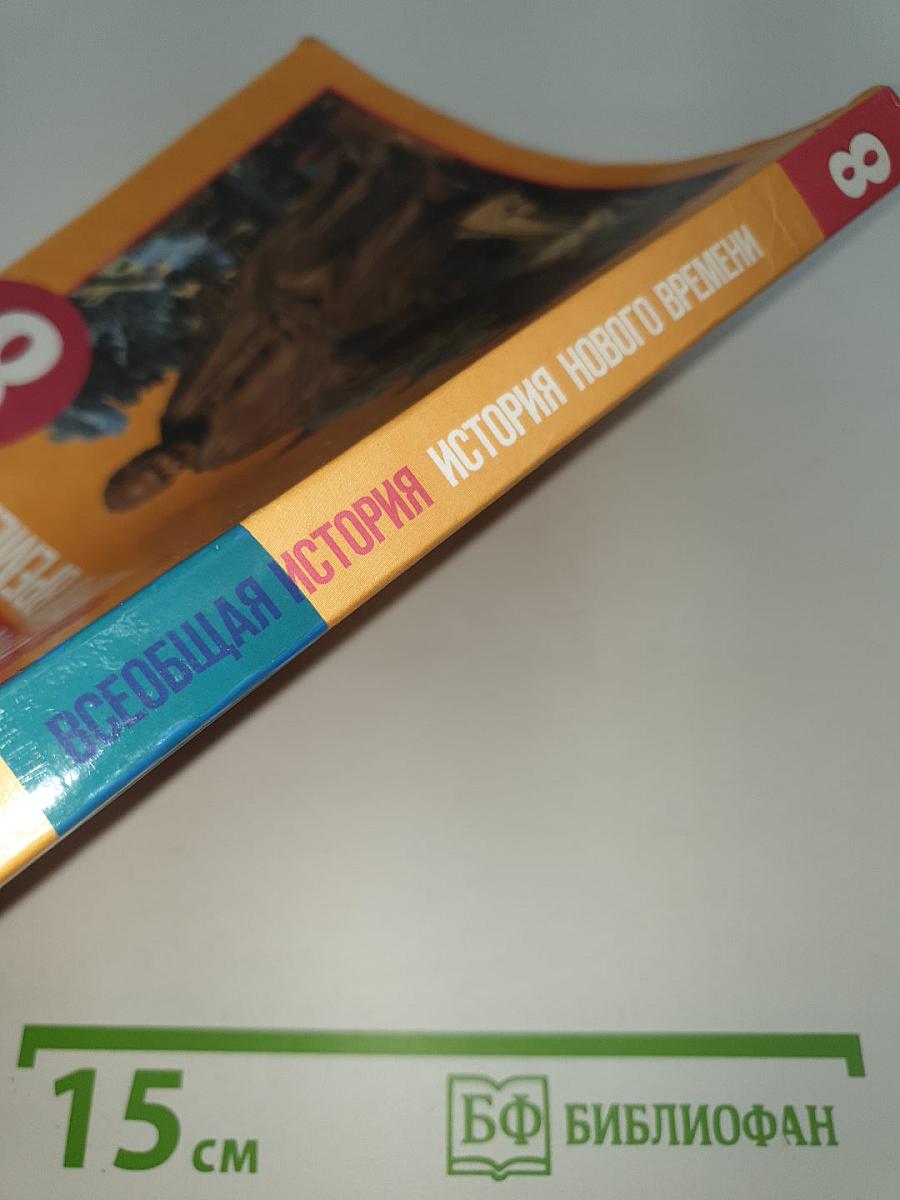 8
ВСЕОБЩАЯ ИСТОРИЯ ИСТОРИЯ НОВОГО ВРЕМЕНИ 8
15 см
БФ БИБЛИОФАН